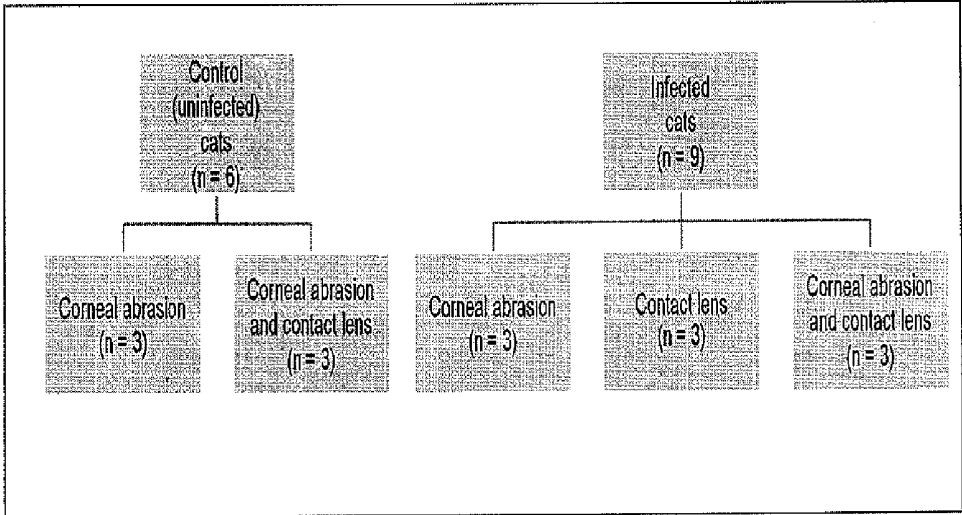 Control
(uninfected)
cats
(n = 6)
Infected
cats
(n = 9)
Corneal abrasion
(n = 3)
Corneal abrasion
and contact lens
(n = 3)
Corneal abrasion
(n = 3)
Contact lens
(n = 3)
Corneal abrasion
and contact lens
(n = 3)